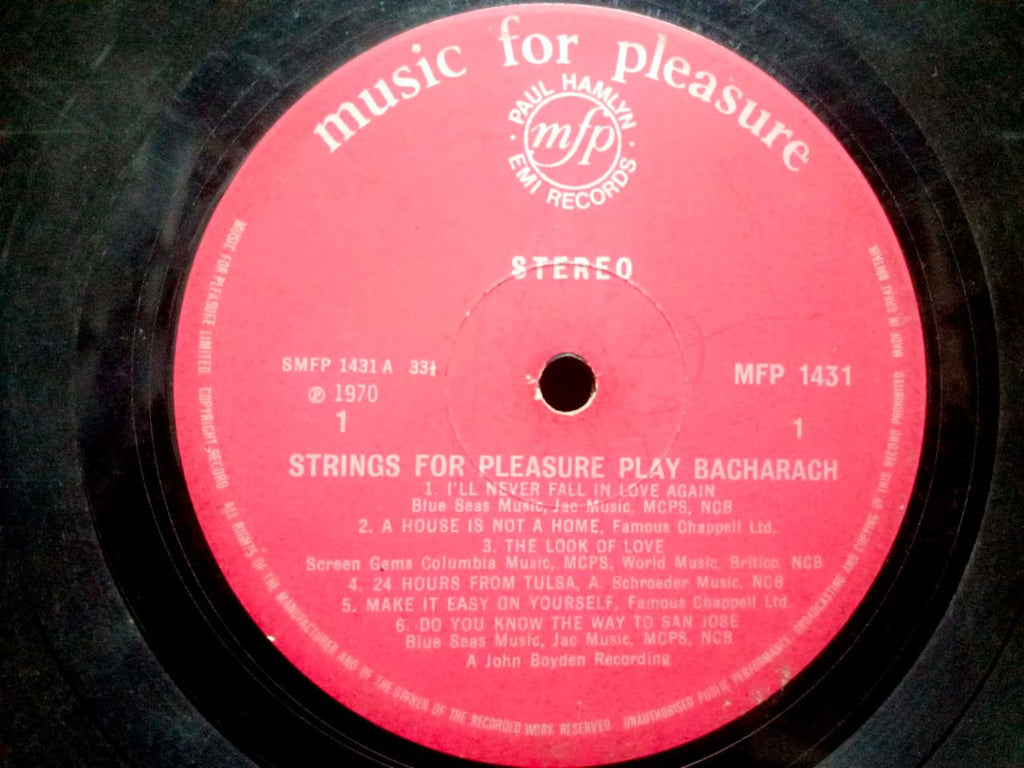 music for pleasure
· PAUL HAMLYN ·
mfp
EMI RECORDS
STEREO
SMFP 1431 A 33⅓
℗ 1970
1
MFP 1431
1
STRINGS FOR PLEASURE PLAY BACHARACH
1. I'LL NEVER FALL IN LOVE AGAIN
Blue Seas Music, Jac Music, MCPS, NCB
2. A HOUSE IS NOT A HOME, Famous Chappell Ltd.
3. THE LOOK OF LOVE
Screen Gems Columbia Music, MCPS, World Music, Britico, NCB
4. 24 HOURS FROM TULSA, A. Schroeder Music, NCB
5. MAKE IT EASY ON YOURSELF, Famous Chappell Ltd.
6. DO YOU KNOW THE WAY TO SAN JOSE
Blue Seas Music, Jac Music, MCPS, NCB
A John Boyden Recording
MUSIC FOR PLEASURE LIMITED COPYRIGHT RECORD ALL RIGHTS OF THE MANUFACTURER AND OF THE OWNER OF THE RECORDED WORK RESERVED UNAUTHORISED PUBLIC PERFORMANCE, BROADCASTING AND COPYING OF THIS RECORD PROHIBITED. MADE IN GREAT BRITAIN